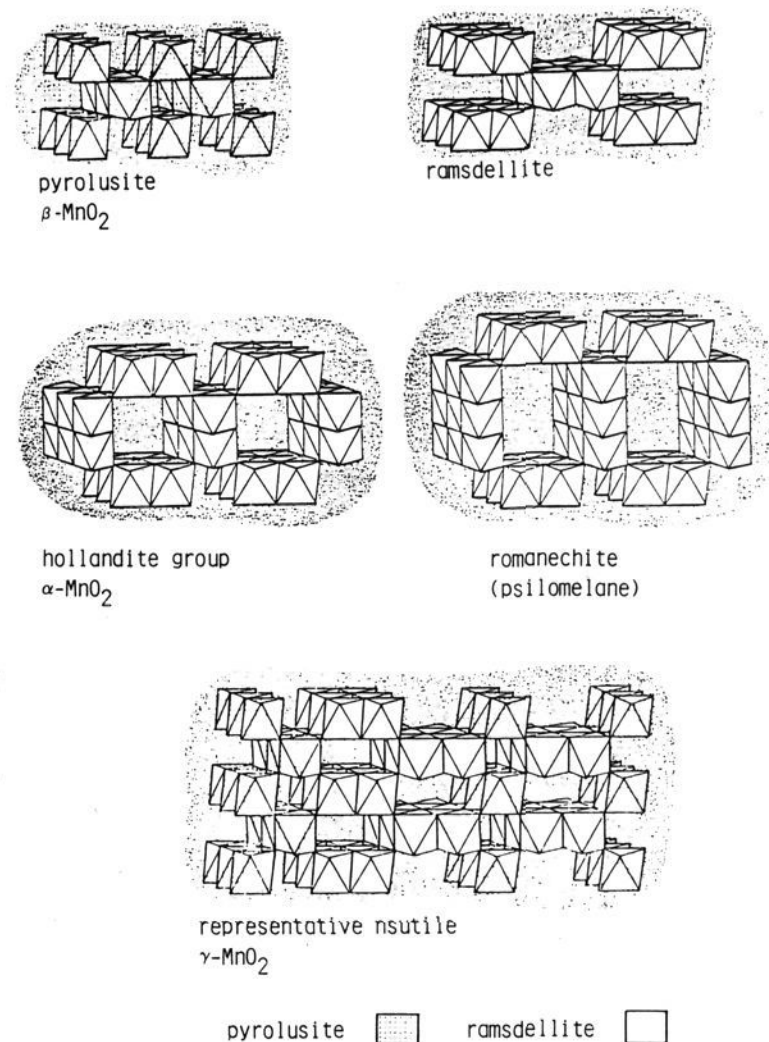 pyrolusite
β-MnO2
ramsdellite
hollandite group
α-MnO2
romanechite
(psilomelane)
representative nsutile
γ-MnO2
pyrolusite ramsdellite